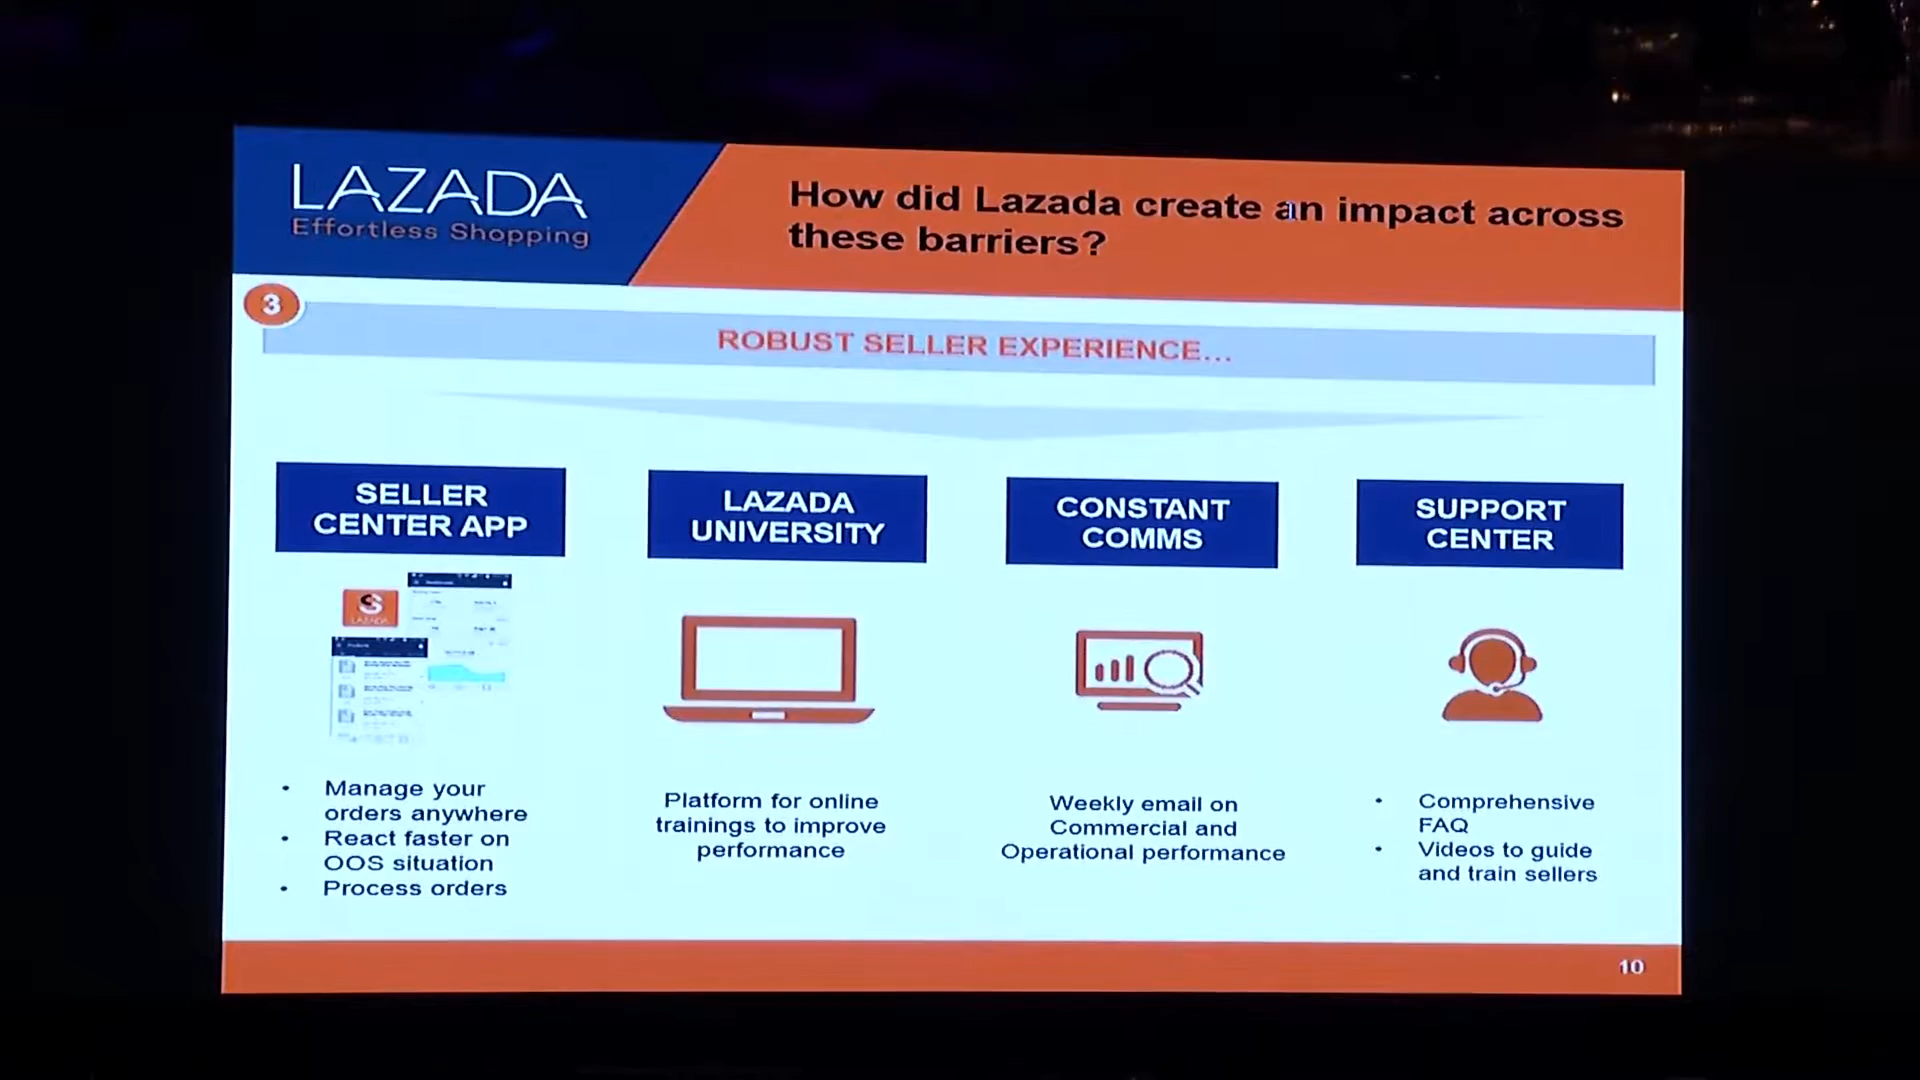 LAZADA
Effortless Shopping
How did Lazada create an impact across
these barriers?
3
ROBUST SELLER EXPERIENCE...
SELLER
CENTER APP
LAZADA
UNIVERSITY
CONSTANT
COMMS
SUPPORT
CENTER
LAZADA
• Manage your
orders anywhere
• React faster on
OOS situation
• Process orders
Platform for online
trainings to improve
performance
Weekly email on
Commercial and
Operational performance
• Comprehensive
FAQ
• Videos to guide
and train sellers
10